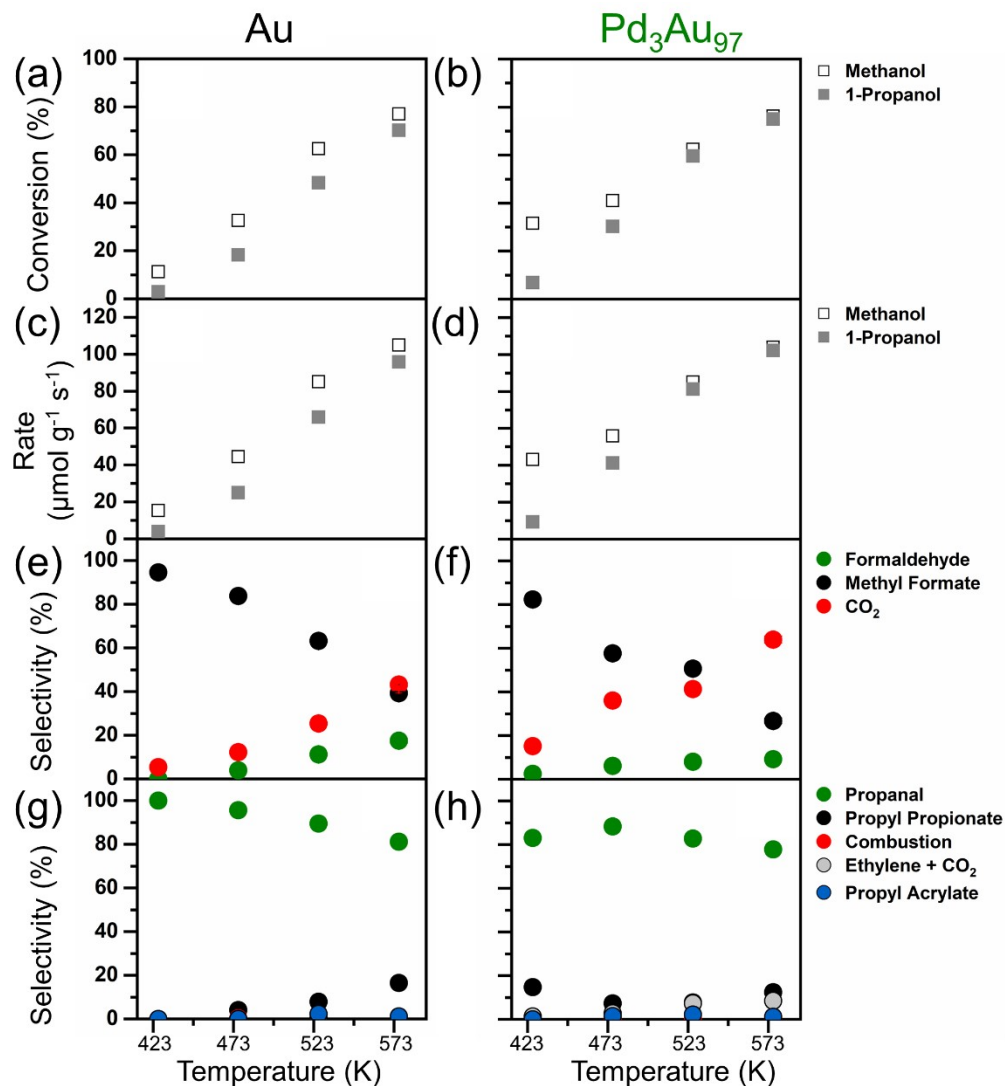 Au
Pd₃Au₉₇
(a)
(b)
Conversion (%)
100
80
60
40
20
0
Methanol
1-Propanol
(c)
(d)
Rate
(µmol g⁻¹ s⁻¹)
120
100
80
60
40
20
0
Methanol
1-Propanol
(e)
(f)
Selectivity (%)
100
80
60
40
20
0
Formaldehyde
Methyl Formate
CO₂
(g)
(h)
Selectivity (%)
100
80
60
40
20
0
Propanal
Propyl Propionate
Combustion
Ethylene + CO₂
Propyl Acrylate
423 473 523 573
423 473 523 573
Temperature (K)
Temperature (K)